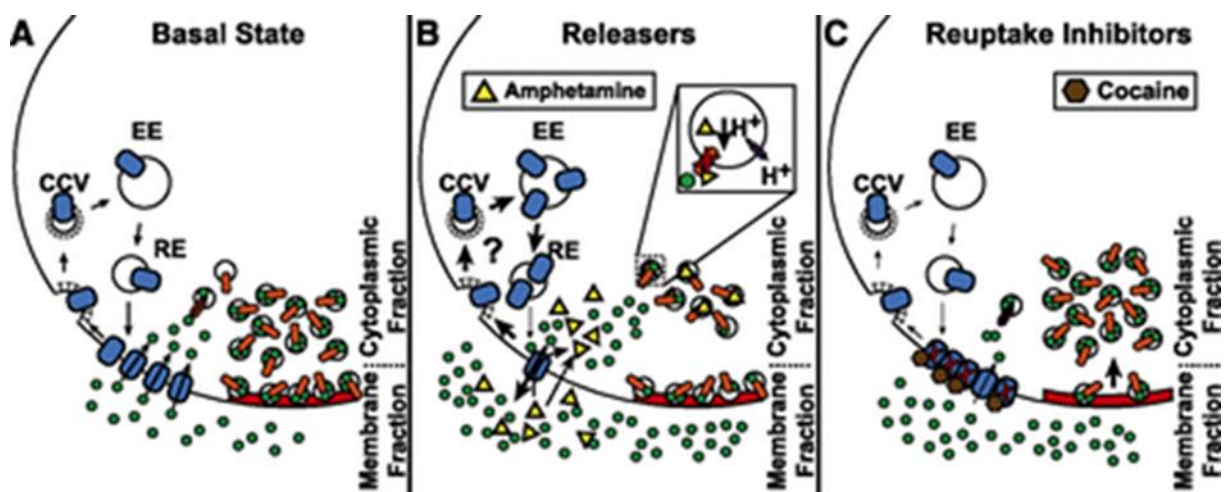 A Basal State
EE
CCV
RE
Cytoplasmic
Fraction
Membrane
Fraction
B Releasers
Amphetamine
EE
CCV
?
RE
H+
H+
Cytoplasmic
Fraction
Membrane
Fraction
C Reuptake Inhibitors
Cocaine
EE
CCV
RE
Cytoplasmic
Fraction
Membrane
Fraction